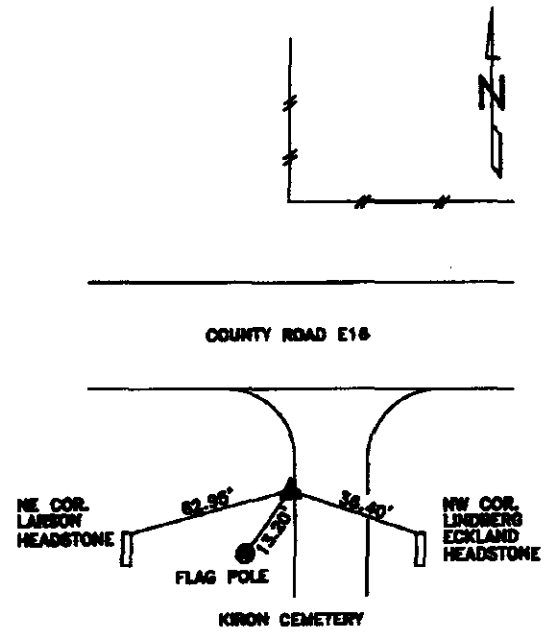 N
COUNTY ROAD E16
62.95'
36.40'
13.20'
NE COR.
LARSON
HEADSTONE
NW COR.
LINDBERG
ECKLAND
HEADSTONE
FLAG POLE
KIRON CEMETERY